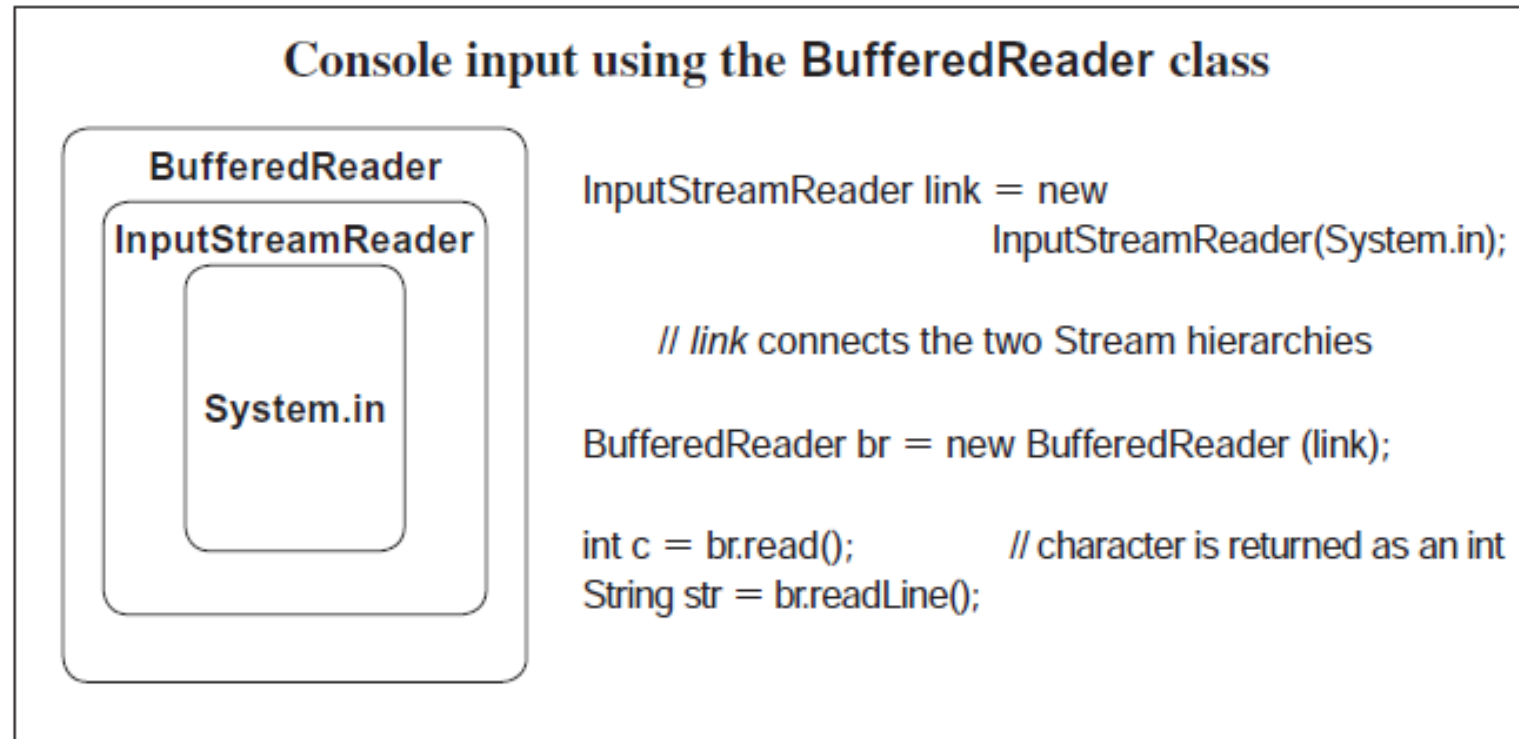 Console input using the BufferedReader class
BufferedReader
InputStreamReader
System.in
InputStreamReader link = new
InputStreamReader(System.in);
// link connects the two Stream hierarchies
BufferedReader br = new BufferedReader (link);
int c = br.read(); // character is returned as an int
String str = br.readLine();